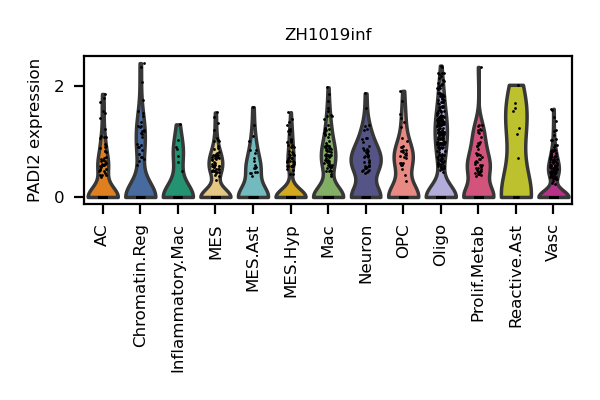 ZH1019inf
PADI2 expression
2
0
AC
Chromatin.Reg
Inflammatory.Mac
MES
MES.Ast
MES.Hyp
Mac
Neuron
OPC
Oligo
Prolif.Metab
Reactive.Ast
Vasc